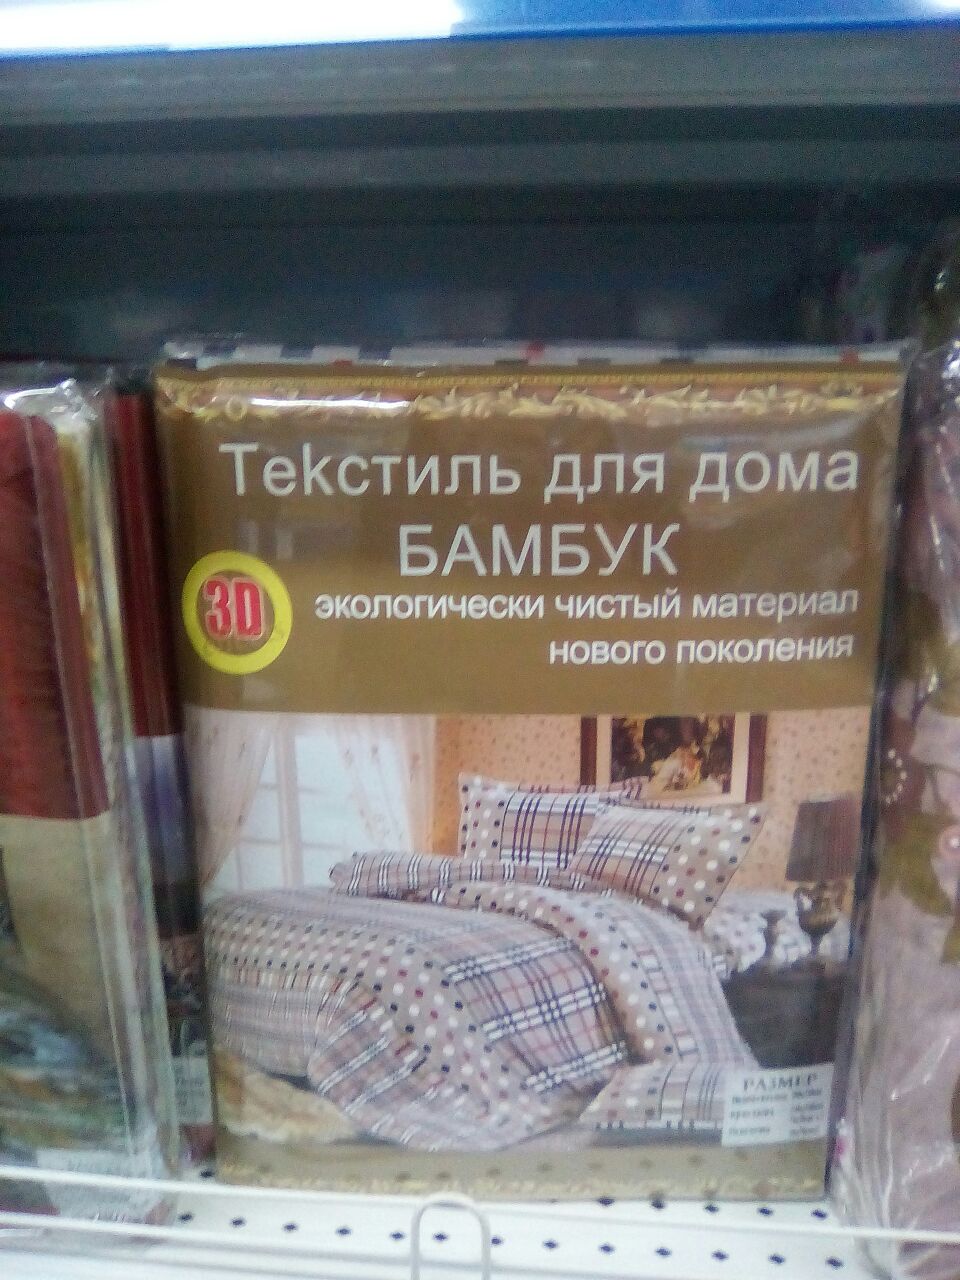 Текстиль для дома
БАМБУК
3D
экологически чистый материал
нового поколения
РАЗМЕР